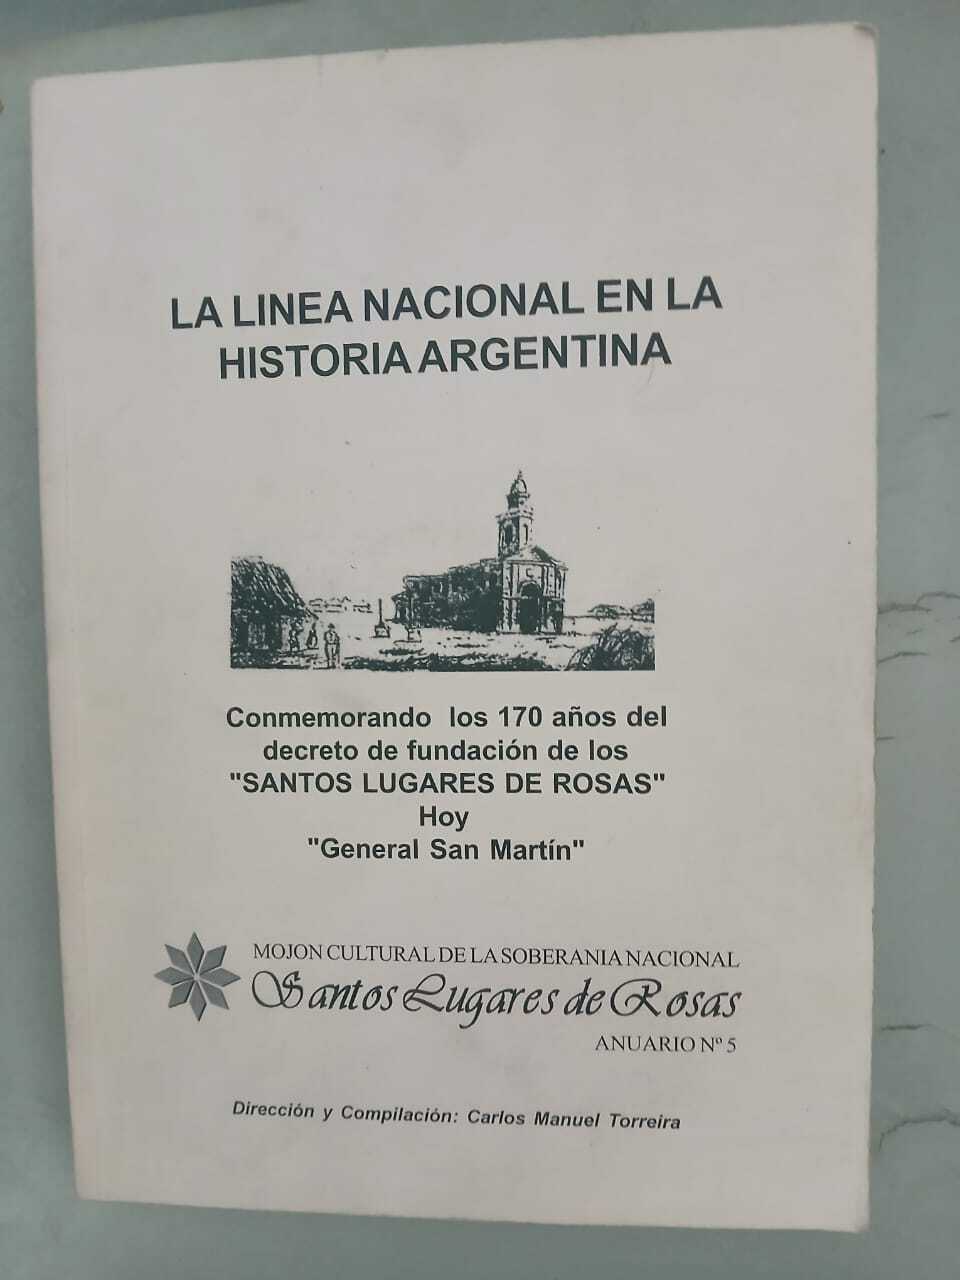 LA LINEA NACIONAL EN LA
HISTORIA ARGENTINA
Conmemorando los 170 años del
decreto de fundación de los
"SANTOS LUGARES DE ROSAS"
Hoy
"General San Martín"
MOJON CULTURAL DE LA SOBERANIA NACIONAL
Santos Lugares de Rosas
ANUARIO Nº 5
Dirección y Compilación: Carlos Manuel Torreira